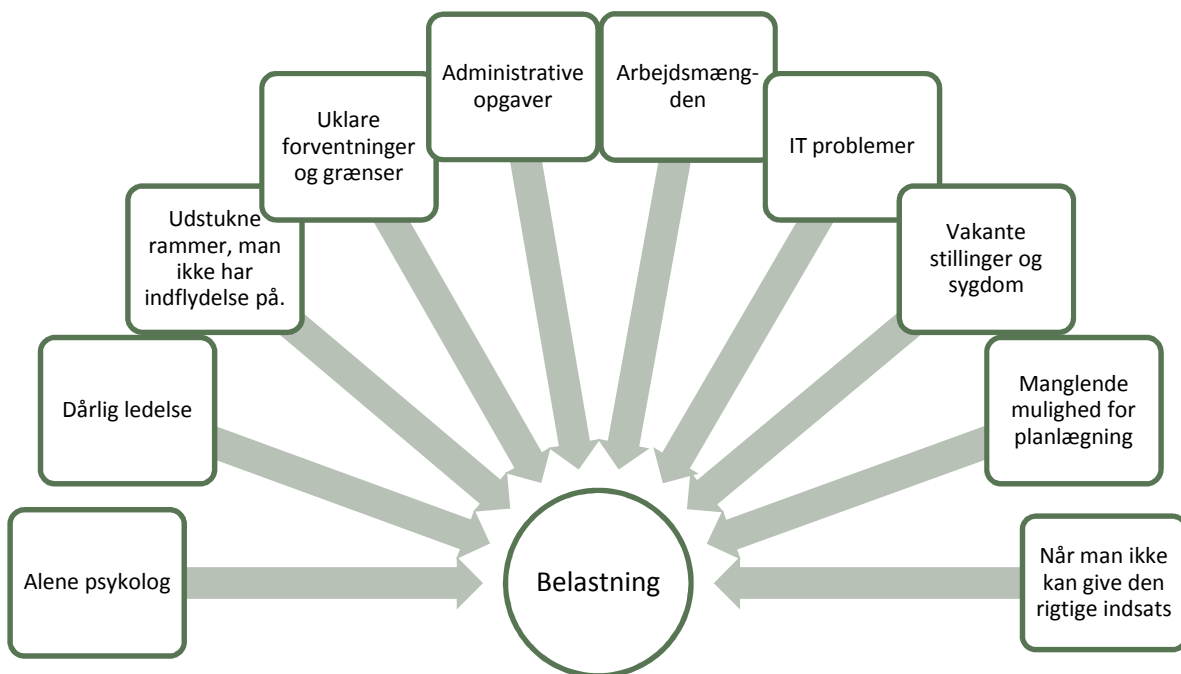 Alene psykolog
Dårlig ledelse
Udstukne
rammer, man
ikke har
indflydelse på.
Uklare
forventninger
og grænser
Administrative
opgaver
Arbejdsmæng-
den
IT problemer
Vakante
stillinger og
sygdom
Manglende
mulighed for
planlægning
Når man ikke
kan give den
rigtige indsats
Belastning